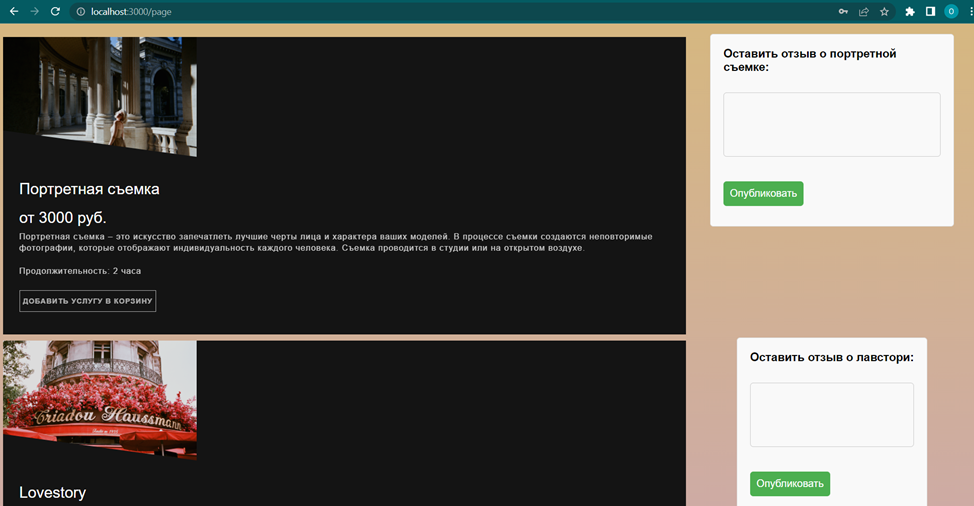 localhost:3000/page
O
Оставить отзыв о портретной
съемке:
Опубликовать
Портретная съемка
от 3000 руб.
Портретная съемка – это искусство запечатлеть лучшие черты лица и характера ваших моделей. В процессе съемки создаются неповторимые
фотографии, которые отображают индивидуальность каждого человека. Съемка проводится в студии или на открытом воздухе.
Продолжительность: 2 часа
ДОБАВИТЬ УСЛУГУ В КОРЗИНУ
Criadou Haussmann
Оставить отзыв о лавстори:
Опубликовать
Lovestory